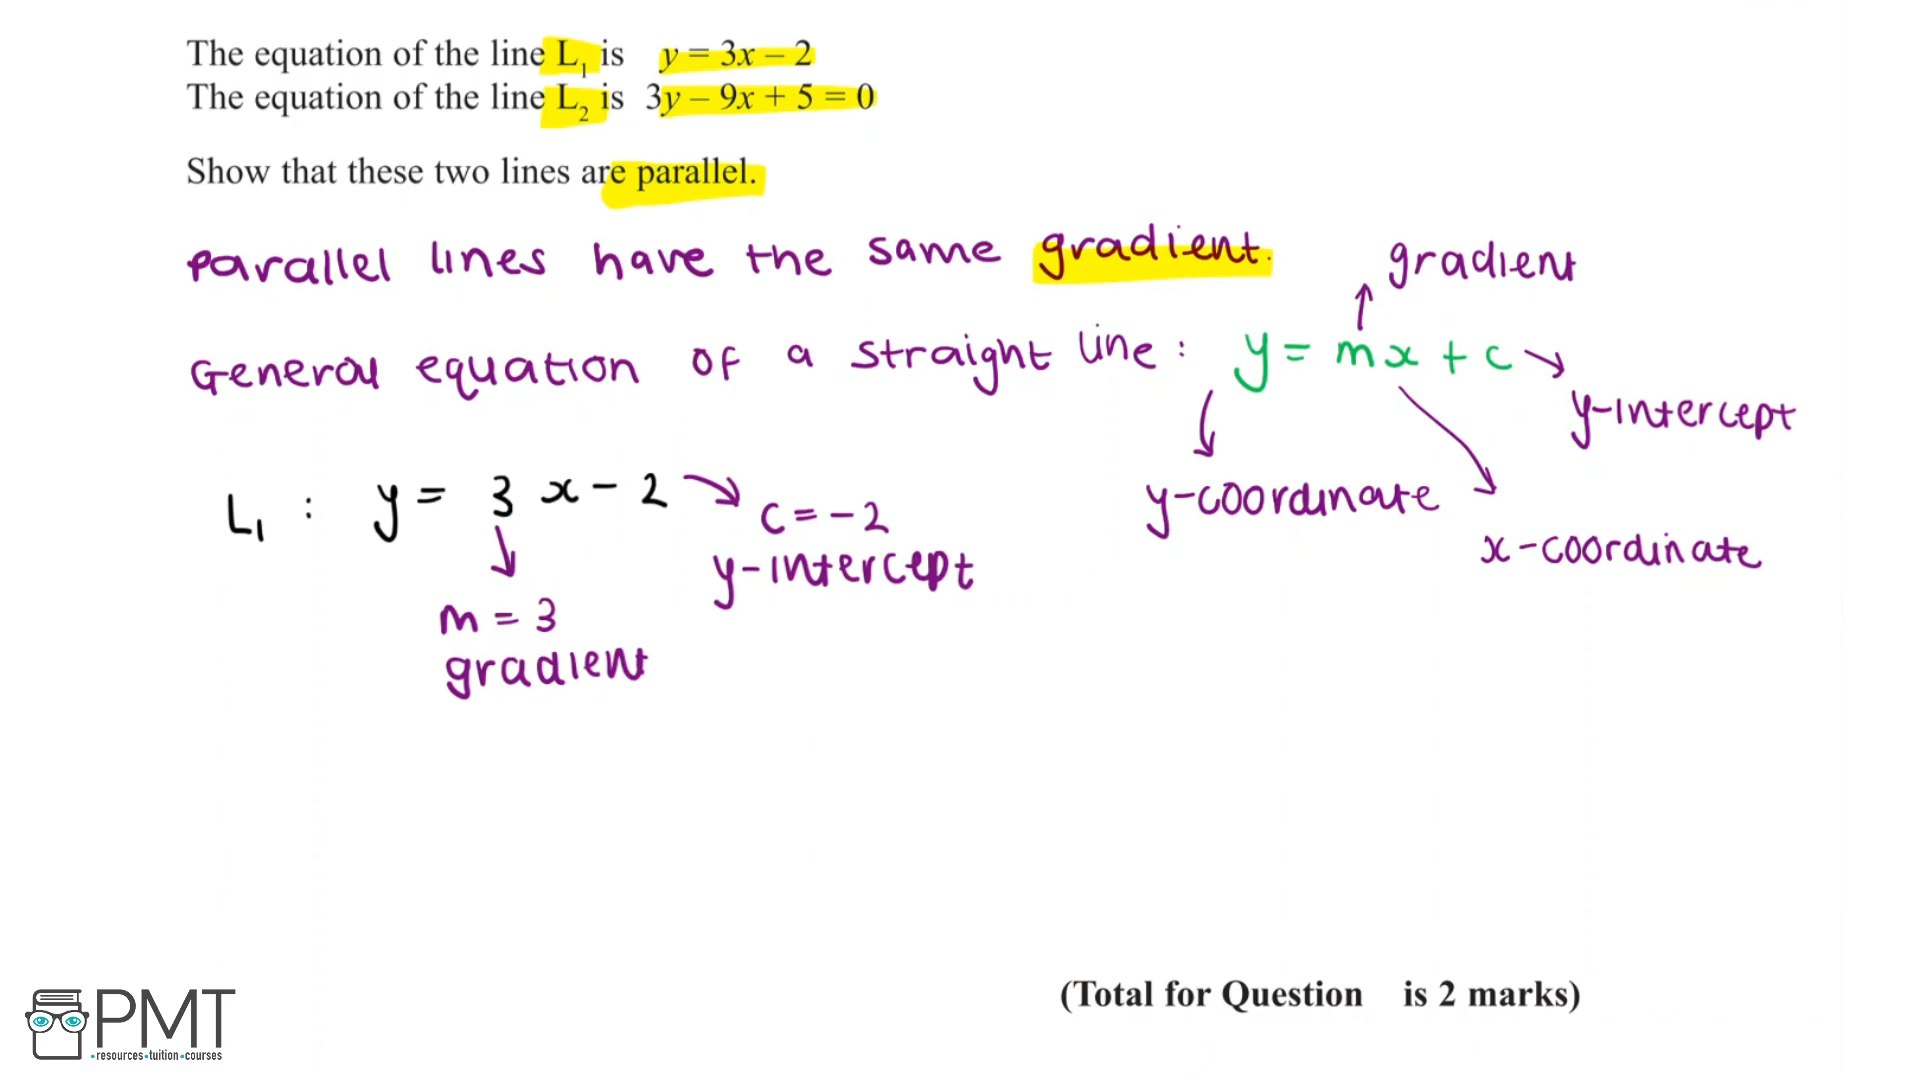 The equation of the line L₁ is y = 3x – 2
The equation of the line L₂ is 3y – 9x + 5 = 0
Show that these two lines are parallel.
parallel lines have the same gradient.
gradient
General equation of a straight line : y = mx + c
y-intercept
y-coordinate
x-coordinate
L₁ : y = 3x - 2
c = -2
y-intercept
m = 3
gradient
(Total for Question is 2 marks)
PMT
resources•tuition•courses